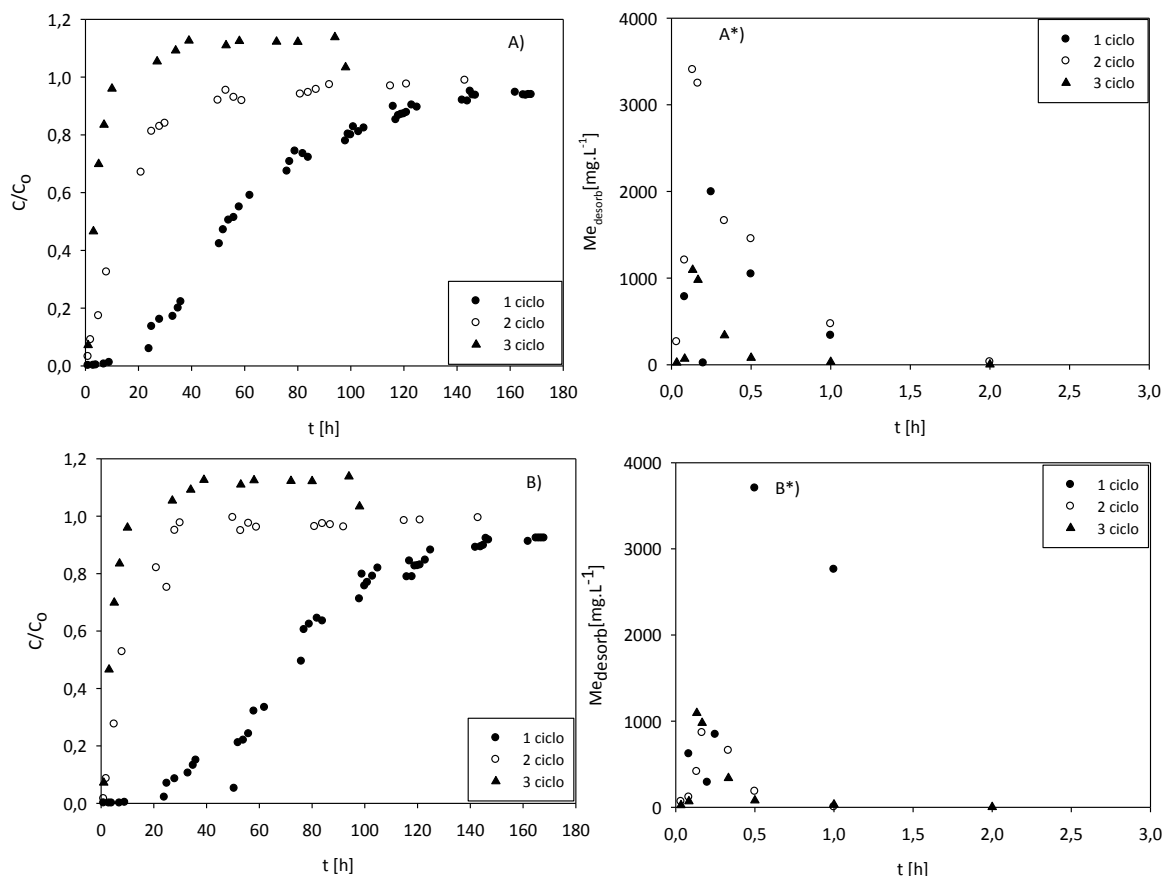 A)
1,2
1,0
0,8
0,6
0,4
0,2
0,0
C/C₀
0 20 40 60 80 100 120 140 160 180
t [h]
1 ciclo
2 ciclo
3 ciclo
A*)
4000
3000
2000
1000
0
Me desorb[mg.L⁻¹]
0,0 0,5 1,0 1,5 2,0 2,5 3,0
t [h]
1 ciclo
2 ciclo
3 ciclo
B)
1,2
1,0
0,8
0,6
0,4
0,2
0,0
C/C₀
0 20 40 60 80 100 120 140 160 180
t [h]
1 ciclo
2 ciclo
3 ciclo
B*)
4000
3000
2000
1000
0
Me desorb[mg.L⁻¹]
0,0 0,5 1,0 1,5 2,0 2,5 3,0
t [h]
1 ciclo
2 ciclo
3 ciclo